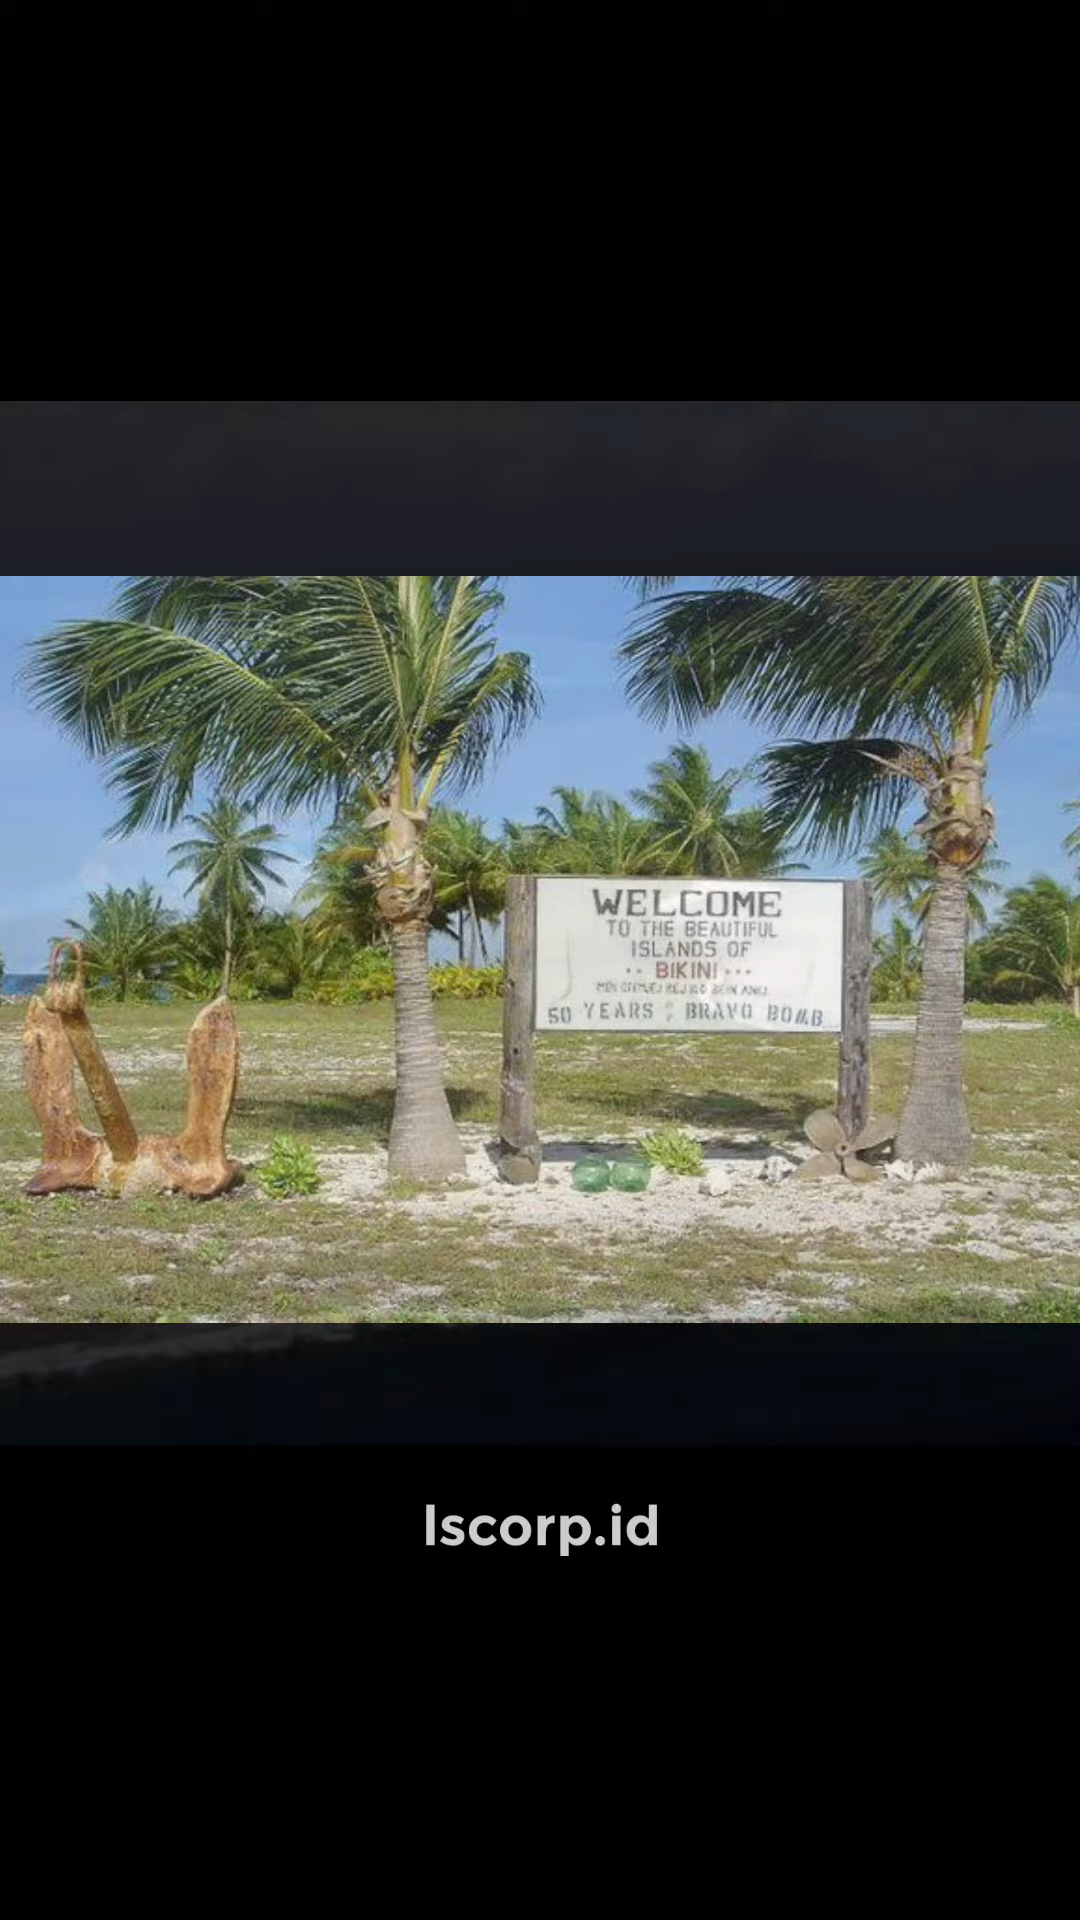 WELCOME
TO THE BEAUTIFUL
ISLANDS OF
•• BIKINI •••
50 YEARS BRAVO BOMB
lscorp.id